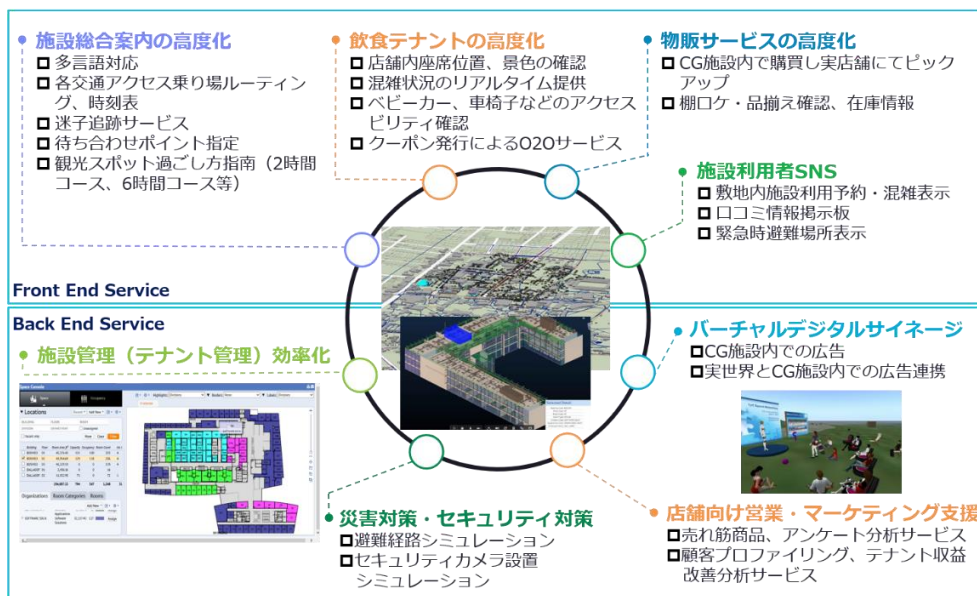 施設総合案内の高度化
多言語対応
各交通アクセス乗り場ルーティン
グ、時刻表
迷子追跡サービス
待ち合わせポイント指定
観光スポット過ごし方指南（2時間
コース、6時間コース等）
飲食テナントの高度化
店舗内座席位置、景色の確認
混雑状況のリアルタイム提供
ベビーカー、車椅子などのアクセス
ビリティ確認
クーポン発行によるO2Oサービス
物販サービスの高度化
CG施設内で購買し実店舗にてピック
アップ
棚ロケ・品揃え確認、在庫情報
施設利用者SNS
敷地内施設利用予約・混雑表示
口コミ情報掲示板
緊急時避難場所表示
Front End Service
Back End Service
施設管理（テナント管理）効率化
Space Console
Locations
Organizations
Room Categories
Rooms
バーチャルデジタルサイネージ
CG施設内での広告
実世界とCG施設内での広告連携
災害対策・セキュリティ対策
避難経路シミュレーション
セキュリティカメラ設置
シミュレーション
店舗向け営業・マーケティング支援
売れ筋商品、アンケート分析サービス
顧客プロファイリング、テナント収益
改善分析サービス